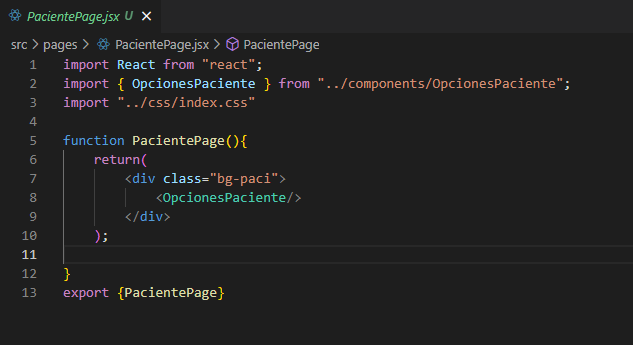 PacientePage.jsx U
src > pages > PacientePage.jsx > PacientePage
1 import React from "react";
2 import { OpcionesPaciente } from "../components/OpcionesPaciente";
3 import "../css/index.css"
4
5 function PacientePage(){
6 return(
7 <div class="bg-paci">
8 <OpcionesPaciente/>
9 </div>
10 );
11
12 }
13 export {PacientePage}